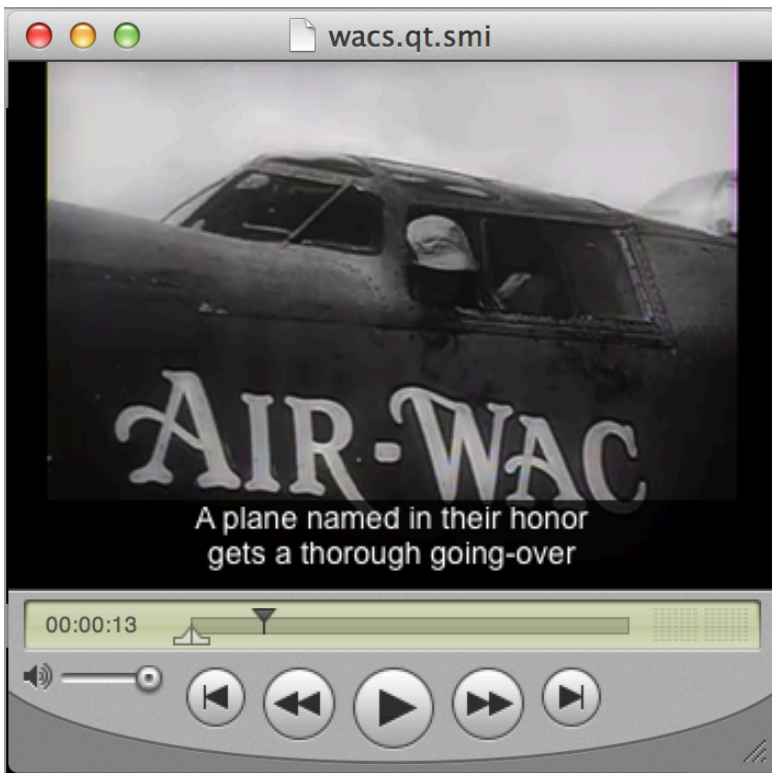 wacs.qt.smi
AIR-WAC
A plane named in their honor
gets a thorough going-over
00:00:13